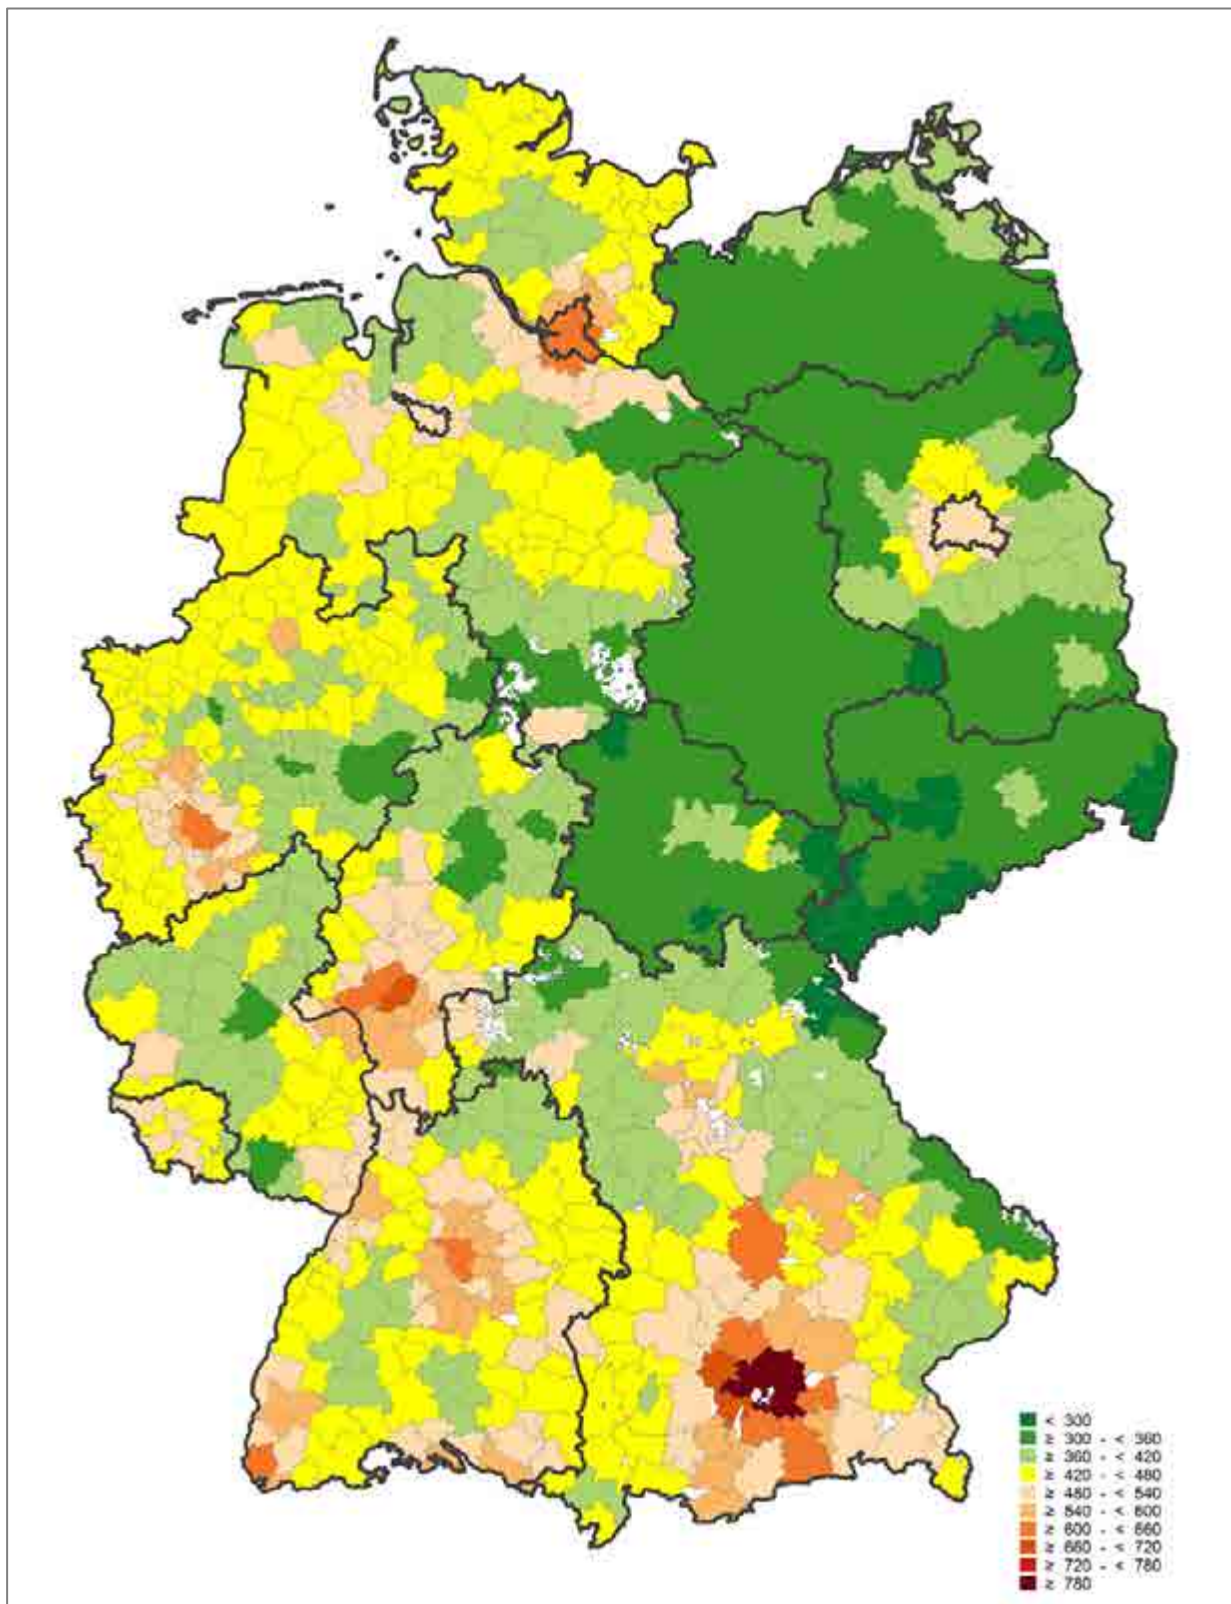 < 300
≥ 300 - < 360
≥ 360 - < 420
≥ 420 - < 480
≥ 480 - < 540
≥ 540 - < 600
≥ 600 - < 660
≥ 660 - < 720
≥ 720 - < 780
≥ 780